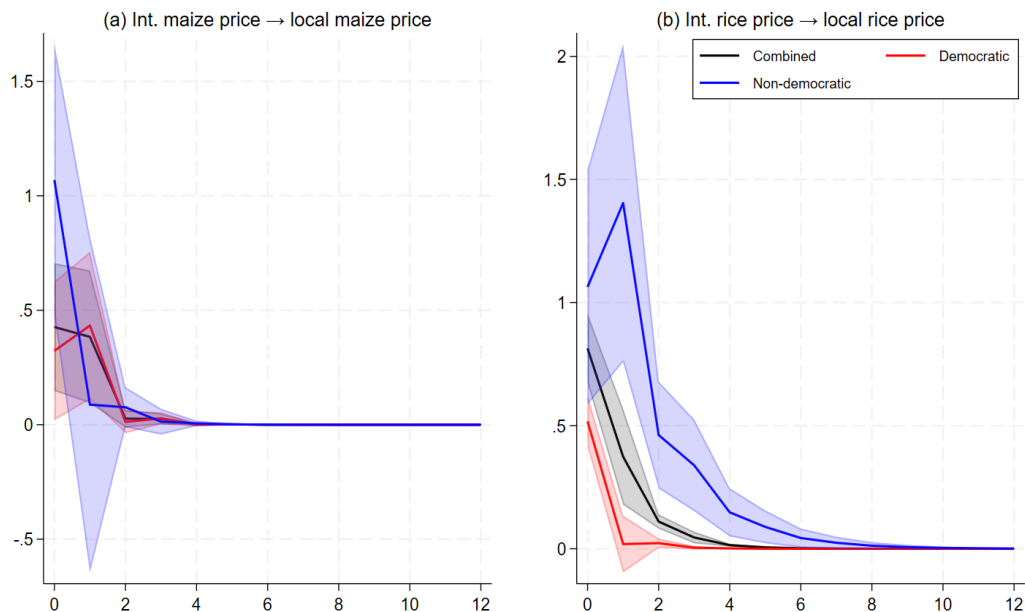 (a) Int. maize price → local maize price
1.5
1
.5
0
-.5
0 2 4 6 8 10 12
(b) Int. rice price → local rice price
Combined Democratic
Non-democratic
2
1.5
1
.5
0
0 2 4 6 8 10 12